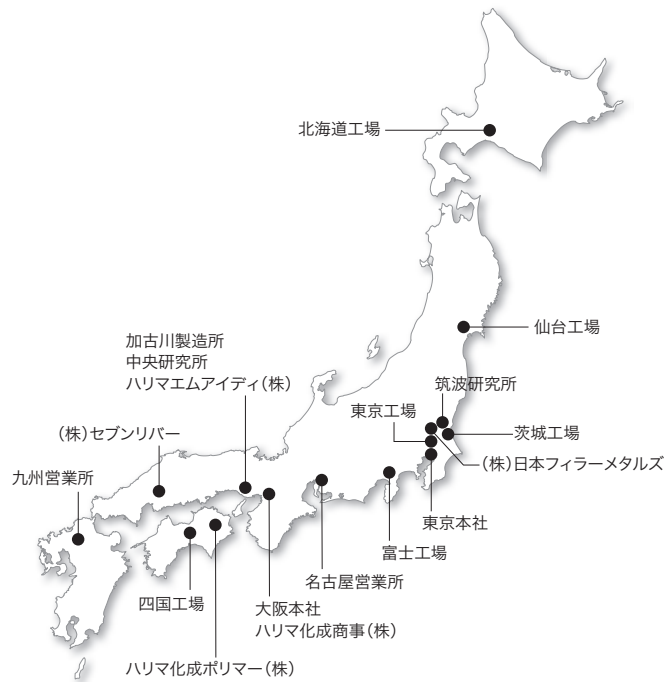 北海道工場
仙台工場
加古川製造所
中央研究所
ハリマエムアイディ(株)
筑波研究所
東京工場
茨城工場
(株)セブンリバー
(株)日本フィラーメタルズ
九州営業所
東京本社
富士工場
名古屋営業所
四国工場
大阪本社
ハリマ化成商事(株)
ハリマ化成ポリマー(株)